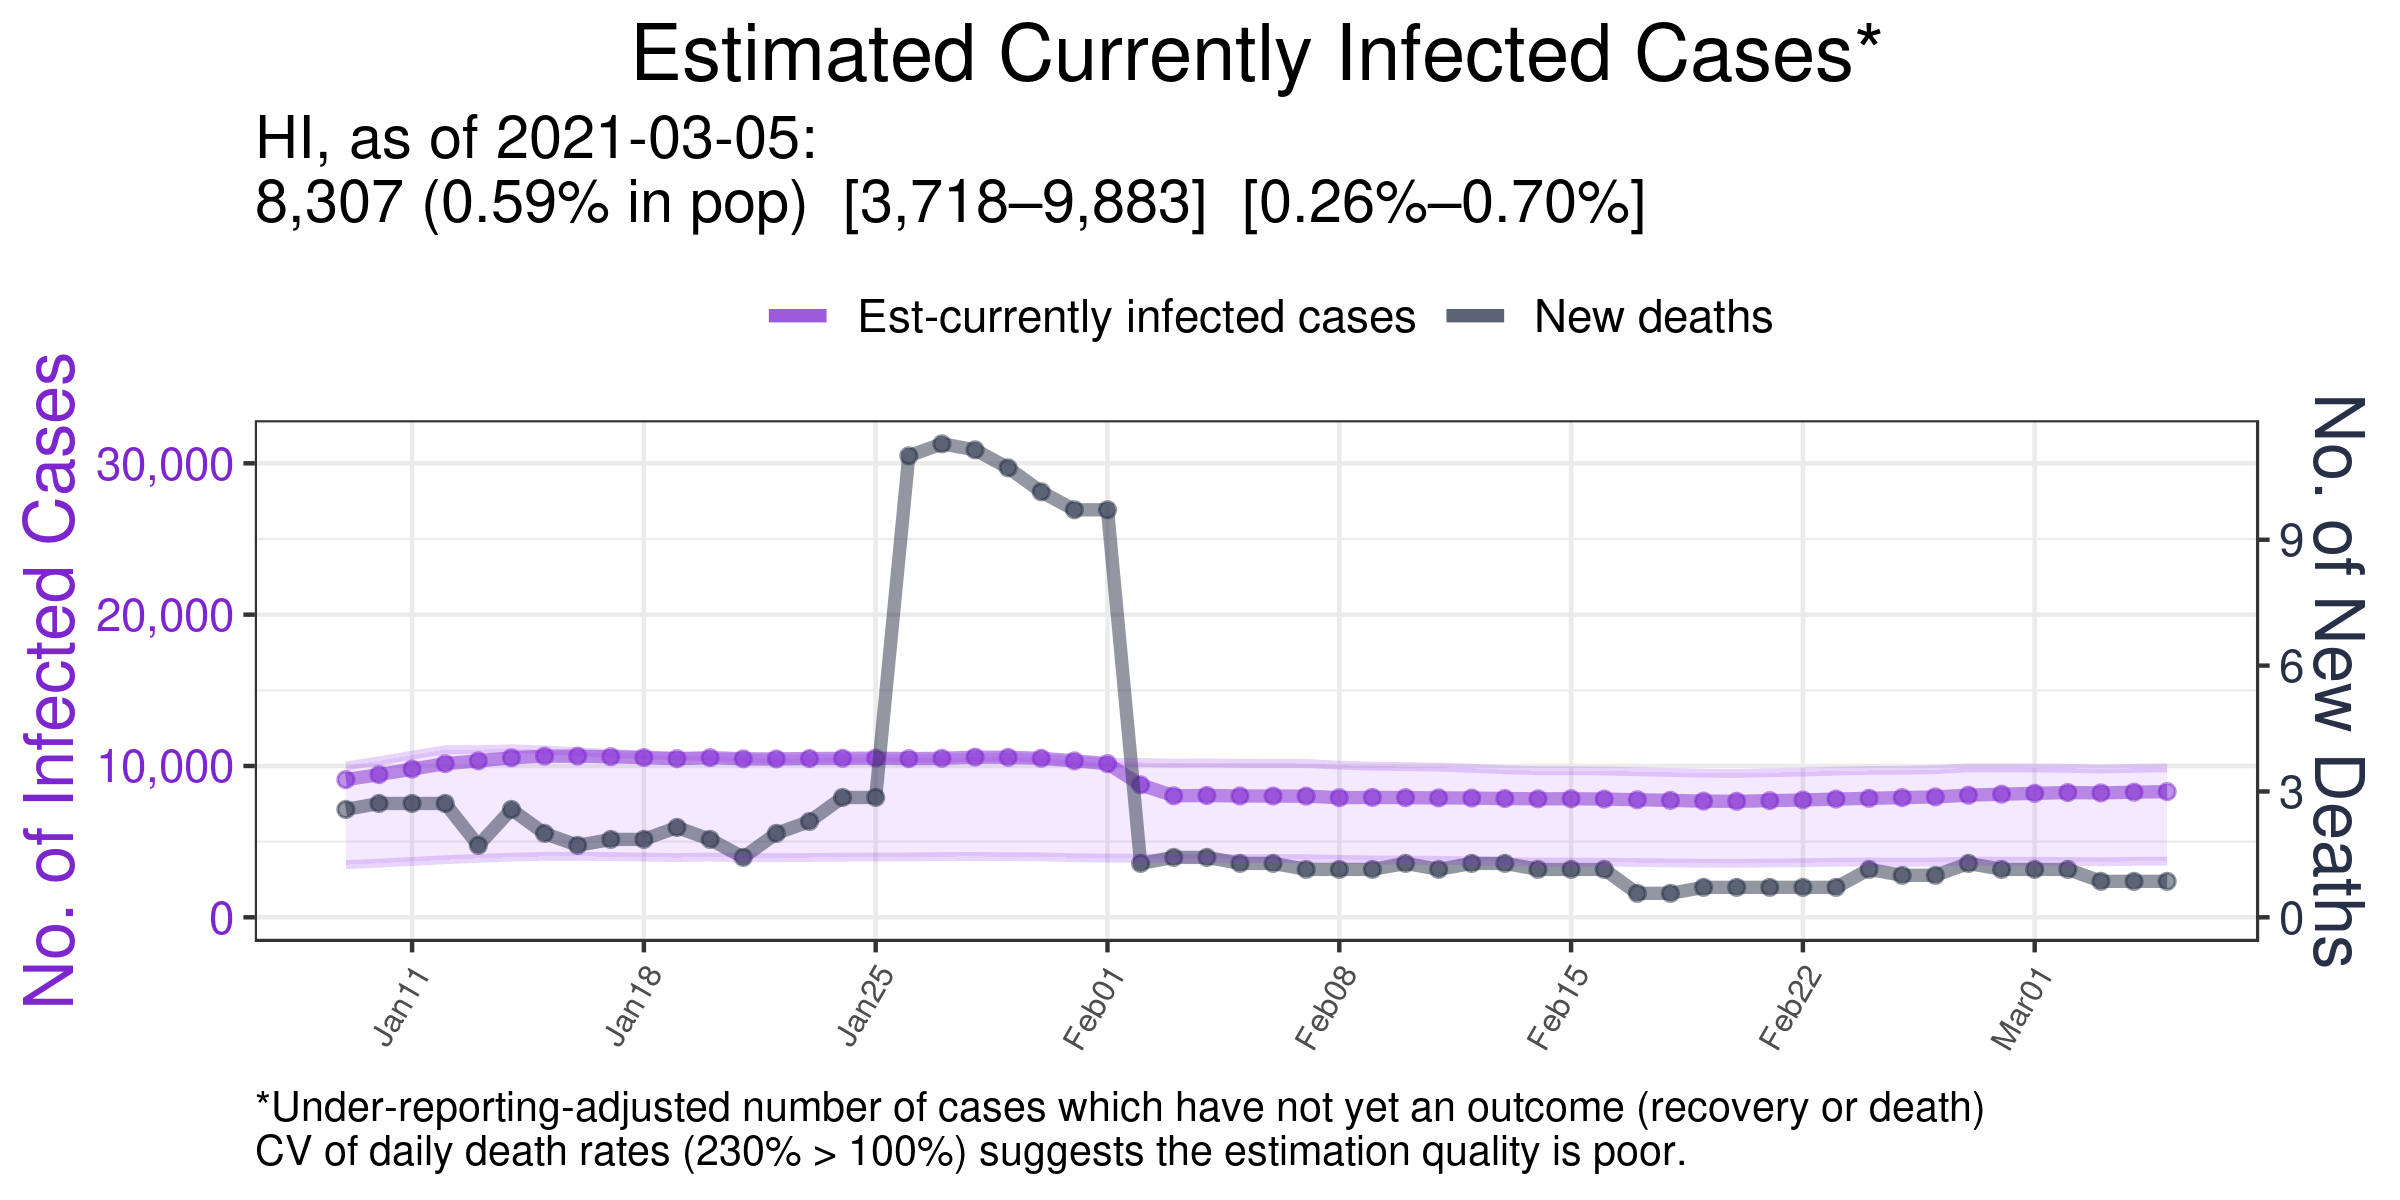 Estimated Currently Infected Cases*
HI, as of 2021-03-05:
8,307 (0.59% in pop)  [3,718–9,883]  [0.26%–0.70%]
Est-currently infected cases
New deaths
No. of Infected Cases
30,000
20,000
10,000
0
No. of New Deaths
9
6
3
0
Jan11
Jan18
Jan25
Feb01
Feb08
Feb15
Feb22
Mar01
*Under-reporting-adjusted number of cases which have not yet an outcome (recovery or death)
CV of daily death rates (230% > 100%) suggests the estimation quality is poor.